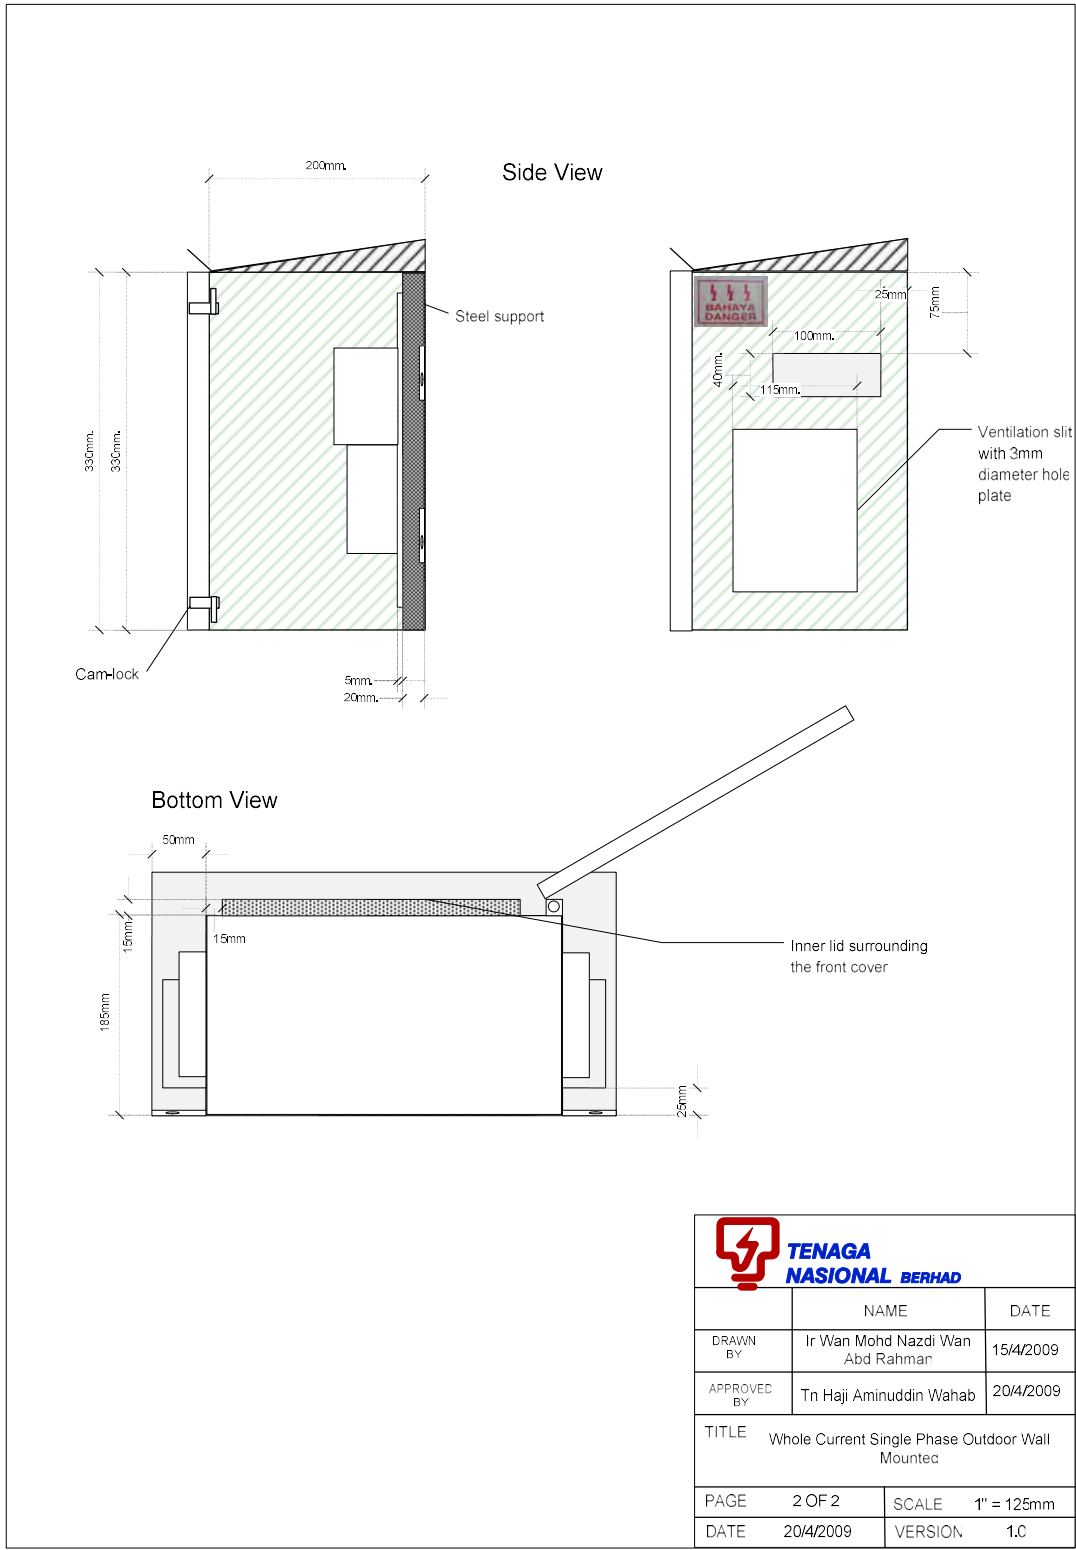 200mm.
Side View
BAHAYA
DANGER
25mm
75mm
Steel support
100mm.
40mm.
115mm.
330mm.
330mm.
Ventilation slit
with 3mm
diameter hole
plate
Cam-lock
5mm.
20mm.
Bottom View
50mm
15mm
15mm
Inner lid surrounding
the front cover
185mm
25mm
TENAGA
NASIONAL BERHAD
NAME DATE
DRAWN
BY
Ir Wan Mohd Nazdi Wan
Abd Rahman
15/4/2009
APPROVED
BY
Tn Haji Aminuddin Wahab
20/4/2009
TITLE
Whole Current Single Phase Outdoor Wall
Mounted
PAGE 2 OF 2 SCALE 1" = 125mm
DATE 20/4/2009 VERSION 1.0